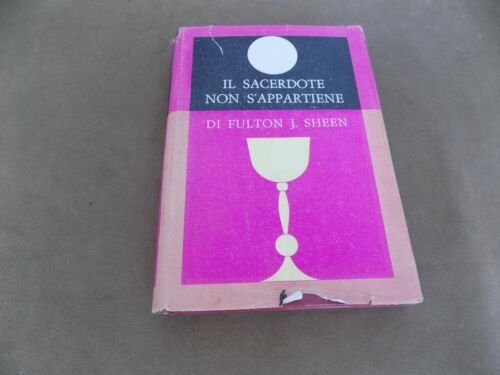 IL SACERDOTE
NON S'APPARTIENE
DI FULTON J. SHEEN